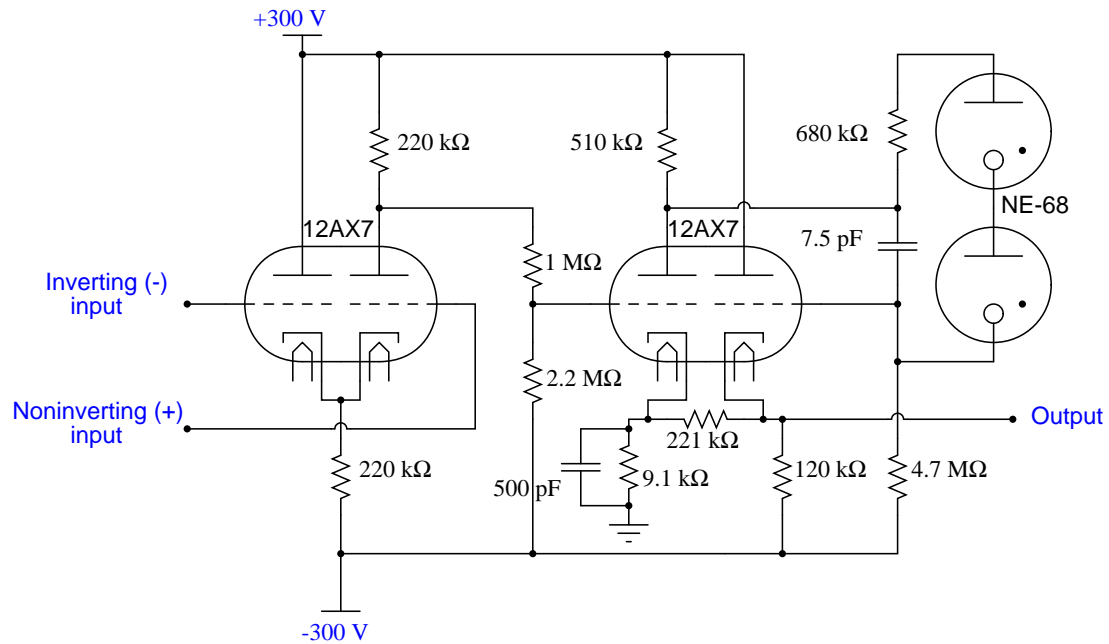 +300 V
220 kΩ
510 kΩ
680 kΩ
NE-68
12AX7
12AX7
7.5 pF
1 MΩ
Inverting (-)
input
2.2 MΩ
Noninverting (+)
input
Output
221 kΩ
220 kΩ
500 pF
9.1 kΩ
120 kΩ
4.7 MΩ
-300 V